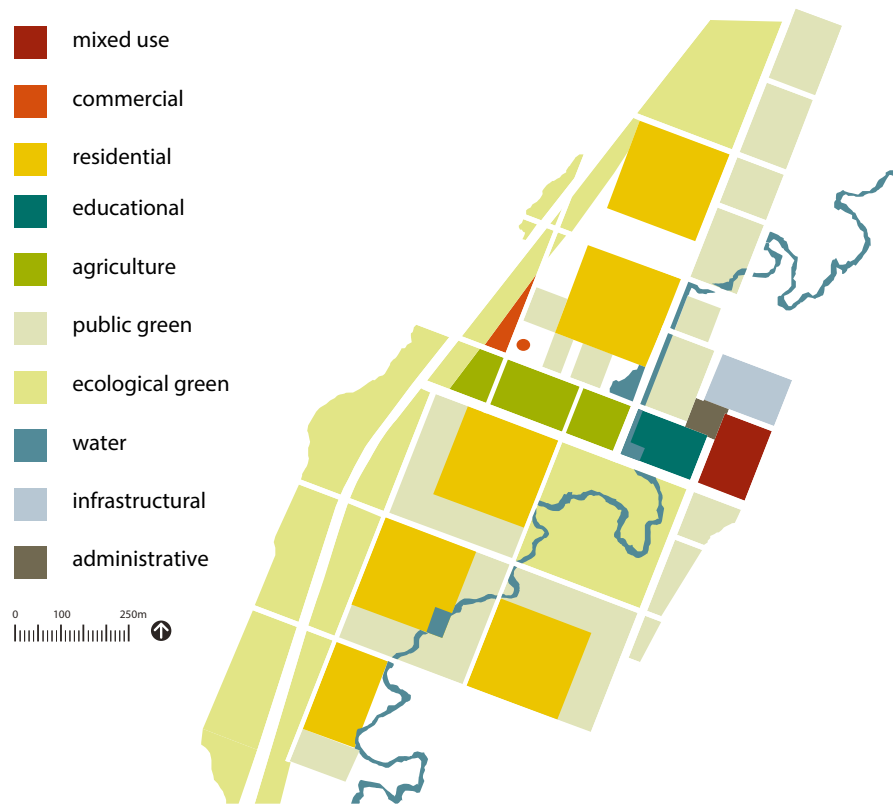 mixed use
commercial
residential
educational
agriculture
public green
ecological green
water
infrastructural
administrative
0 100 250m